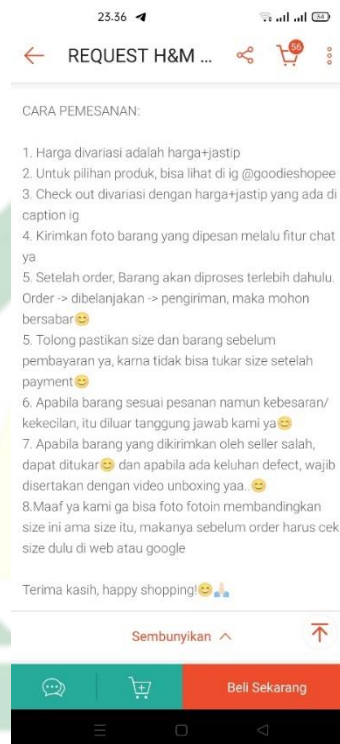 23.36
34
REQUEST H&M ...
56
CARA PEMESANAN:
1. Harga divariasi adalah harga+jastip
2. Untuk pilihan produk, bisa lihat di ig @goodieshopee
3. Check out divariasi dengan harga+jastip yang ada di
caption ig
4. Kirimkan foto barang yang dipesan melalu fitur chat
ya
5. Setelah order, Barang akan diproses terlebih dahulu.
Order -> dibelanjakan -> pengiriman, maka mohon
bersabar😊
5. Tolong pastikan size dan barang sebelum
pembayaran ya, karna tidak bisa tukar size setelah
payment😊
6. Apabila barang sesuai pesanan namun kebesaran/
kekecilan, itu diluar tanggung jawab kami ya😊
7. Apabila barang yang dikirimkan oleh seller salah,
dapat ditukar😊 dan apabila ada keluhan defect, wajib
disertakan dengan video unboxing yaa..😊
8.Maaf ya kami ga bisa foto fotoin membandingkan
size ini ama size itu, makanya sebelum order harus cek
size dulu di web atau google
Terima kasih, happy shopping!😊🙏🏻
Sembunyikan
Beli Sekarang